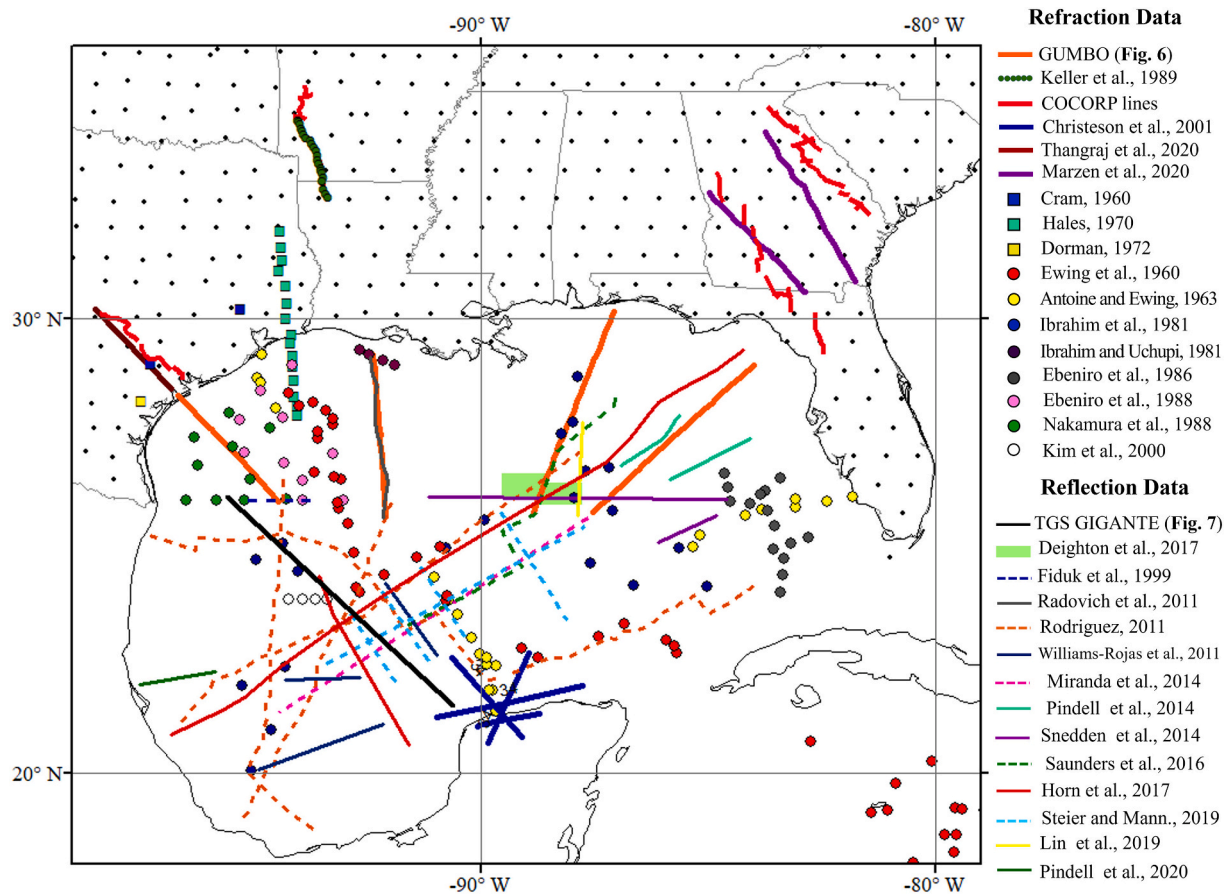 -90° W
-80° W
30° N
20° N
-90° W
-80° W
Refraction Data
GUMBO (Fig. 6)
Keller et al., 1989
COCORP lines
Christeson et al., 2001
Thangraj et al., 2020
Marzen et al., 2020
Cram, 1960
Hales, 1970
Dorman, 1972
Ewing et al., 1960
Antoine and Ewing, 1963
Ibrahim et al., 1981
Ibrahim and Uchupi, 1981
Ebeniro et al., 1986
Ebeniro et al., 1988
Nakamura et al., 1988
Kim et al., 2000
Reflection Data
TGS GIGANTE (Fig. 7)
Deighton et al., 2017
Fiduk et al., 1999
Radovich et al., 2011
Rodriguez, 2011
Williams-Rojas et al., 2011
Miranda et al., 2014
Pindell et al., 2014
Snedden et al., 2014
Saunders et al., 2016
Horn et al., 2017
Steier and Mann., 2019
Lin et al., 2019
Pindell et al., 2020